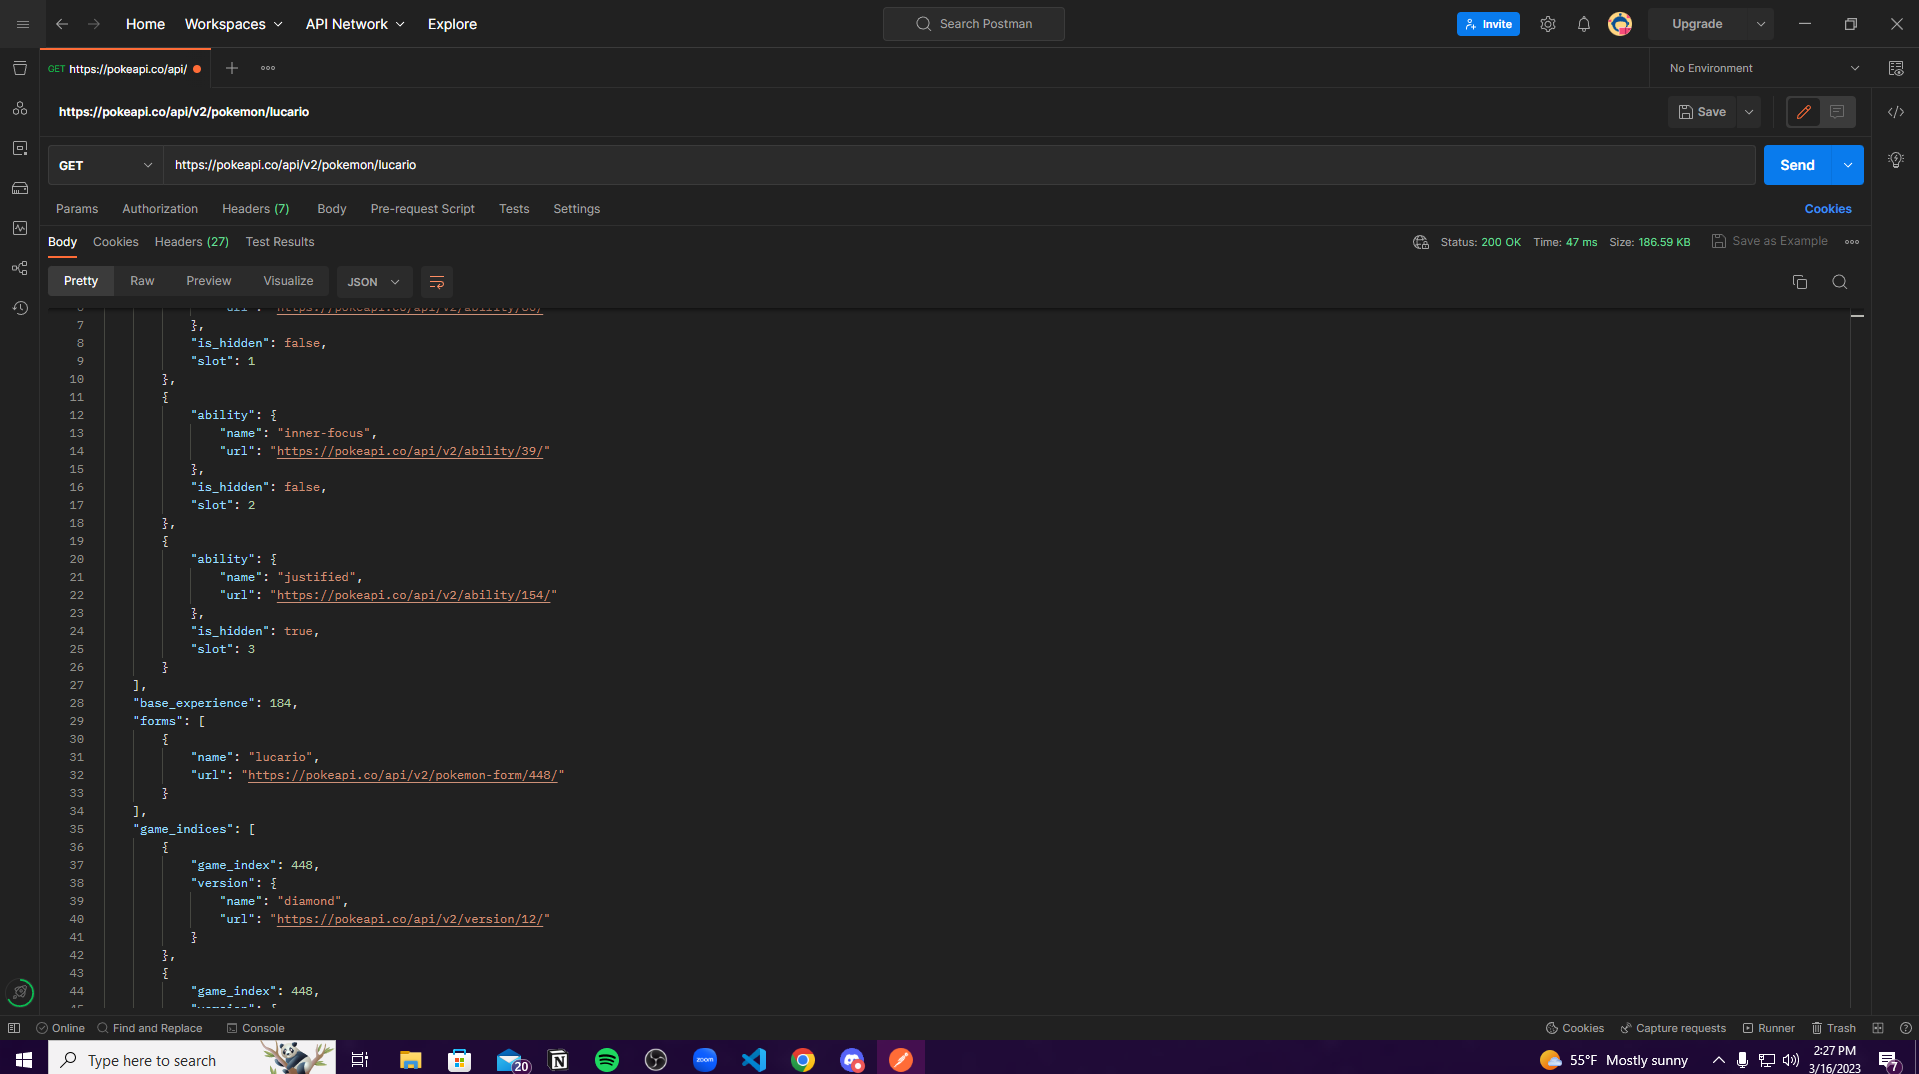 Home Workspaces API Network Explore Search Postman Invite Upgrade
GET https://pokeapi.co/api/ No Environment
https://pokeapi.co/api/v2/pokemon/lucario Save
GET https://pokeapi.co/api/v2/pokemon/lucario Send
Params Authorization Headers (7) Body Pre-request Script Tests Settings Cookies
Body Cookies Headers (27) Test Results Status: 200 OK Time: 47 ms Size: 186.59 KB Save as Example
Pretty Raw Preview Visualize JSON
7 },
8 "is_hidden": false,
9 "slot": 1
10 },
11 {
12 "ability": {
13 "name": "inner-focus",
14 "url": "https://pokeapi.co/api/v2/ability/39/"
15 },
16 "is_hidden": false,
17 "slot": 2
18 },
19 {
20 "ability": {
21 "name": "justified",
22 "url": "https://pokeapi.co/api/v2/ability/154/"
23 },
24 "is_hidden": true,
25 "slot": 3
26 }
27 ],
28 "base_experience": 184,
29 "forms": [
30 {
31 "name": "lucario",
32 "url": "https://pokeapi.co/api/v2/pokemon-form/448/"
33 }
34 ],
35 "game_indices": [
36 {
37 "game_index": 448,
38 "version": {
39 "name": "diamond",
40 "url": "https://pokeapi.co/api/v2/version/12/"
41 }
42 },
43 {
44 "game_index": 448,
Online Find and Replace Console Cookies Capture requests Runner Trash
Type here to search 20 zoom 55°F Mostly sunny 2:27 PM
3/16/2023 7